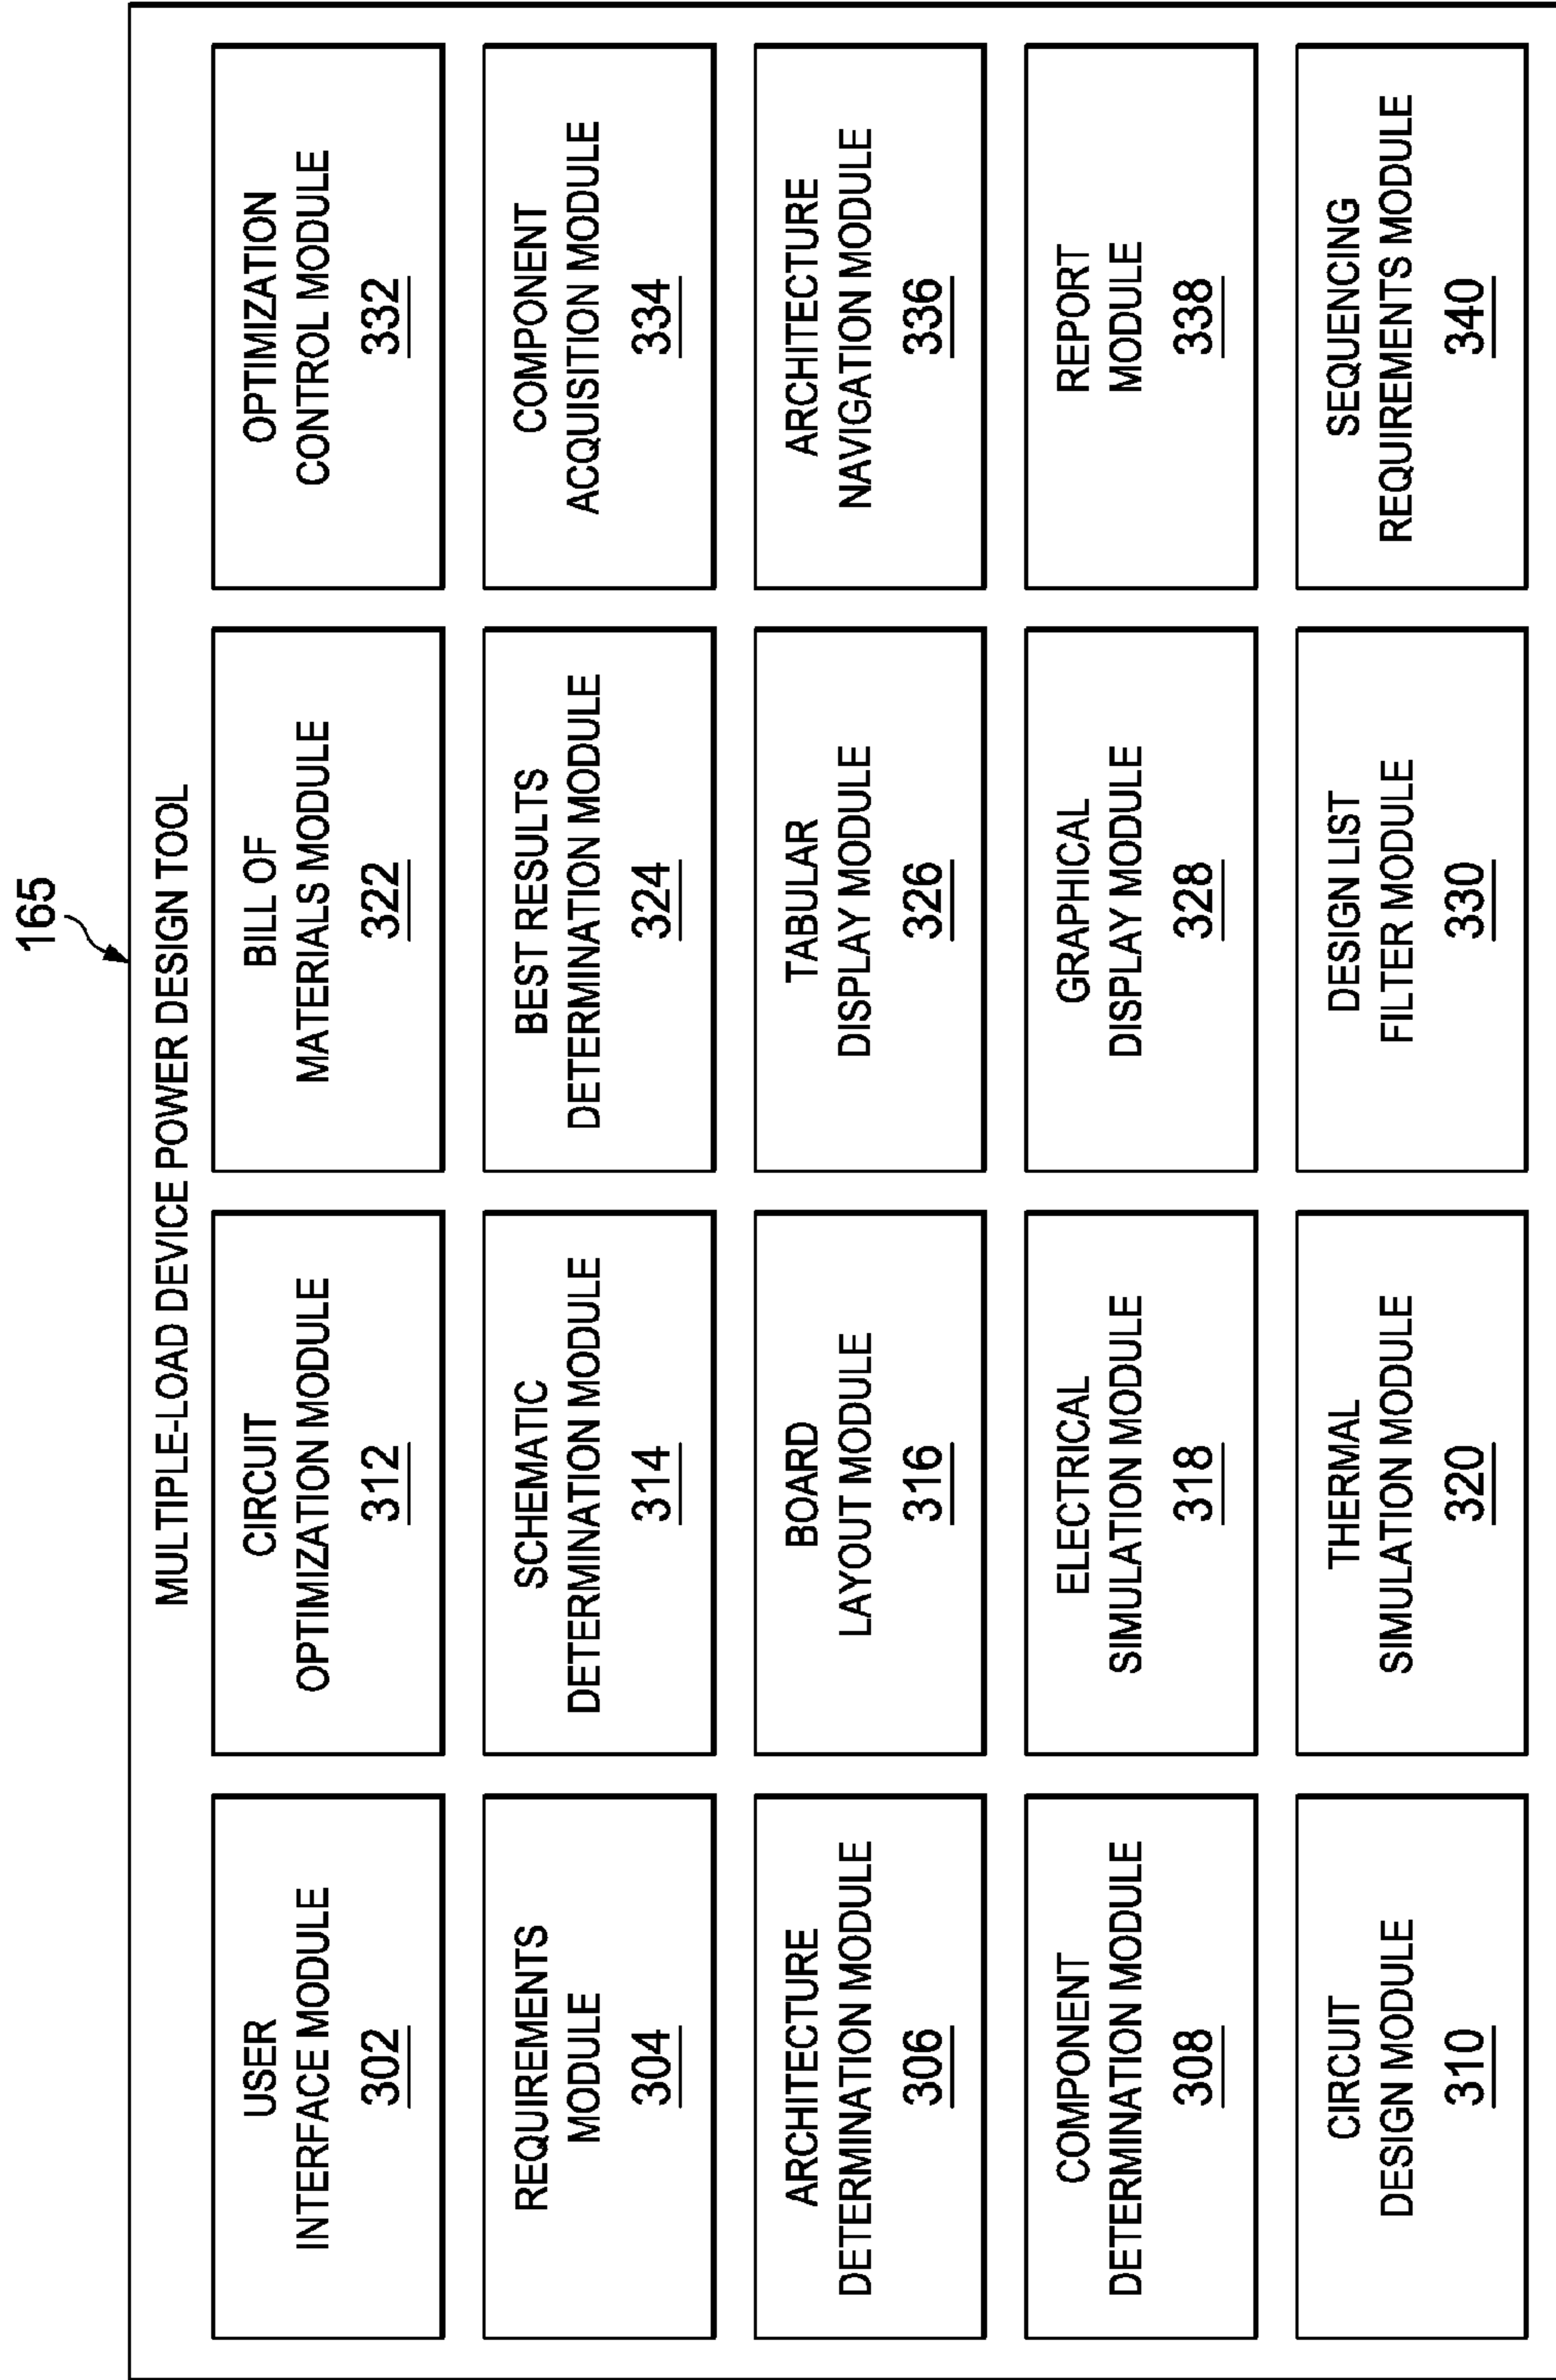 165
MULTIPLE-LOAD DEVICE POWER DESIGN TOOL
USER
INTERFACE MODULE
302
REQUIREMENTS
MODULE
304
ARCHITECTURE
DETERMINATION MODULE
306
COMPONENT
DETERMINATION MODULE
308
CIRCUIT
DESIGN MODULE
310
CIRCUIT
OPTIMIZATION MODULE
312
SCHEMATIC
DETERMINATION MODULE
314
BOARD
LAYOUT MODULE
316
ELECTRICAL
SIMULATION MODULE
318
THERMAL
SIMULATION MODULE
320
BILL OF
MATERIALS MODULE
322
BEST RESULTS
DETERMINATION MODULE
324
TABULAR
DISPLAY MODULE
326
GRAPHICAL
DISPLAY MODULE
328
DESIGN LIST
FILTER MODULE
330
OPTIMIZATION
CONTROL MODULE
332
COMPONENT
ACQUISITION MODULE
334
ARCHITECTURE
NAVIGATION MODULE
336
REPORT
MODULE
338
SEQUENCING
REQUIREMENTS MODULE
340